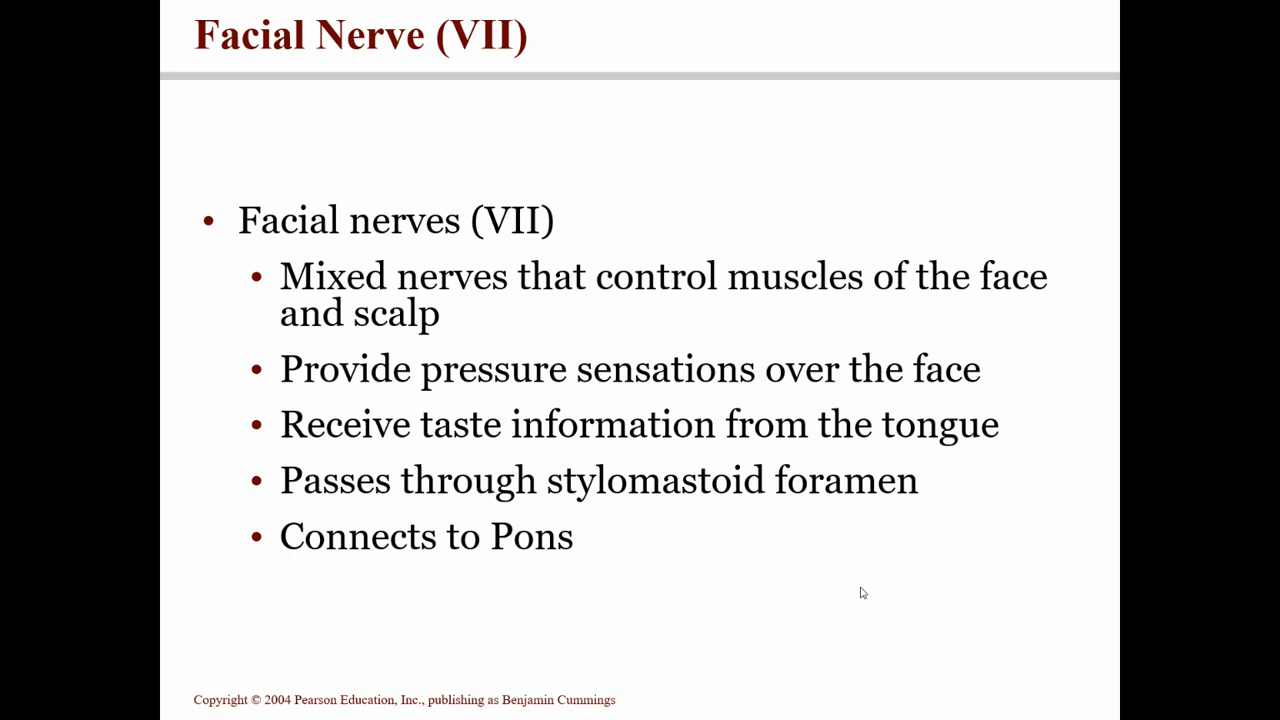 Facial Nerve (VII)
• Facial nerves (VII)
• Mixed nerves that control muscles of the face
and scalp
• Provide pressure sensations over the face
• Receive taste information from the tongue
• Passes through stylomastoid foramen
• Connects to Pons
Copyright © 2004 Pearson Education, Inc., publishing as Benjamin Cummings